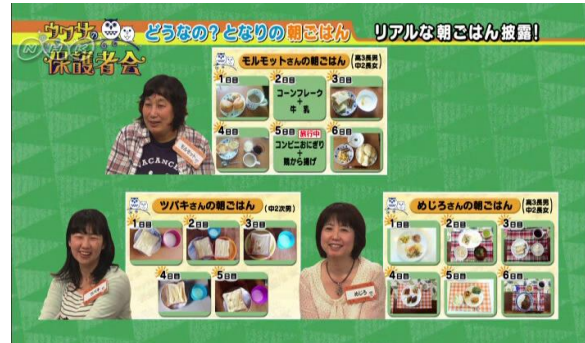 ウワサの保護者会
NHK
どうなの?となりの朝ごはん
リアルな朝ごはん披露!
モルモットさんの朝ごはん(高3長男 中2長女)
1日目
2日目
3日目
コーンフレーク
+
牛 乳
4日目
5日目 旅行中
6日目
コンビニおにぎり
+
鶏から揚げ
ACANCE
ツバキさんの朝ごはん(中2次男)
1日目
2日目
3日目
4日目
5日目
めじろさんの朝ごはん(高3長男 中2長女)
1日目
2日目
3日目
4日目
5日目
6日目
めじろ